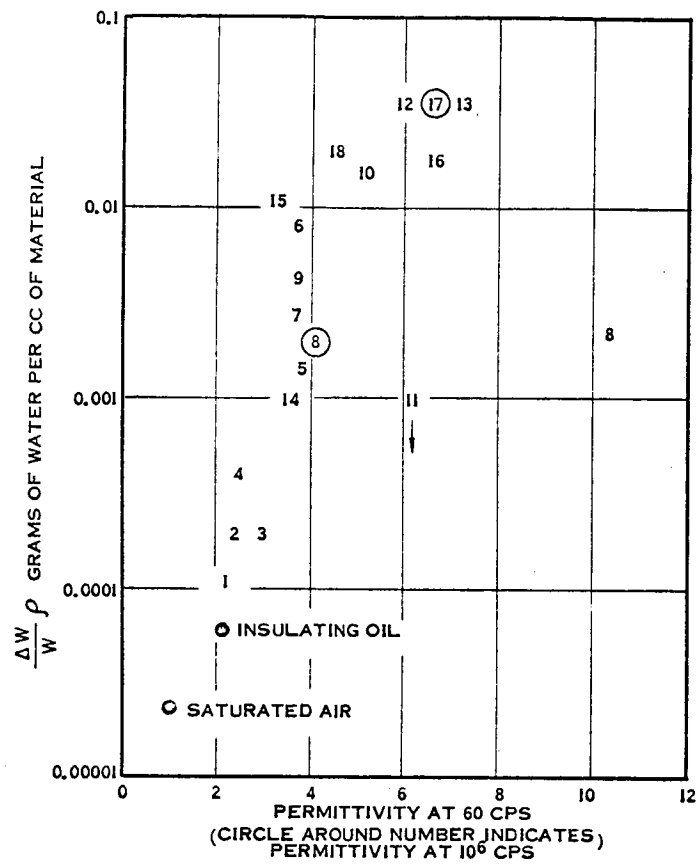 0.1
12 17 13
18
10
16
15
0.01
6
9
7
8
8
5
0.001
14
11
4
2 3
1
0.0001
INSULATING OIL
SATURATED AIR
0.00001
0 2 4 6 8 10 12
ΔW/W ρ GRAMS OF WATER PER CC OF MATERIAL
PERMITTIVITY AT 60 CPS
(CIRCLE AROUND NUMBER INDICATES)
PERMITTIVITY AT 10⁶ CPS